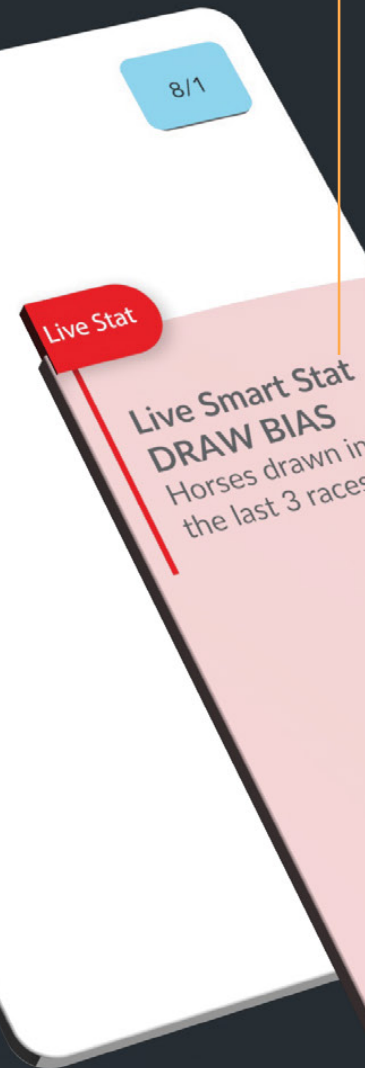 8/1
Live Stat
Live Smart Stat
DRAW BIAS
Horses drawn in
the last 3 races